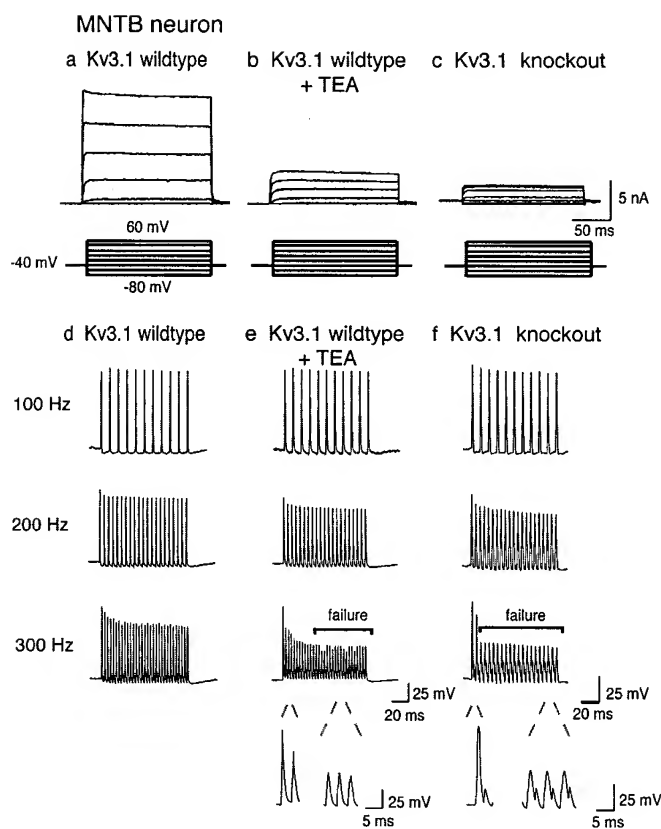 MNTB neuron
a Kv3.1 wildtype
b Kv3.1 wildtype
+ TEA
c Kv3.1 knockout
5 nA
50 ms
60 mV
-40 mV
-80 mV
d Kv3.1 wildtype
e Kv3.1 wildtype
+ TEA
f Kv3.1 knockout
100 Hz
200 Hz
300 Hz
failure
failure
25 mV
20 ms
25 mV
20 ms
25 mV
5 ms
25 mV
5 ms